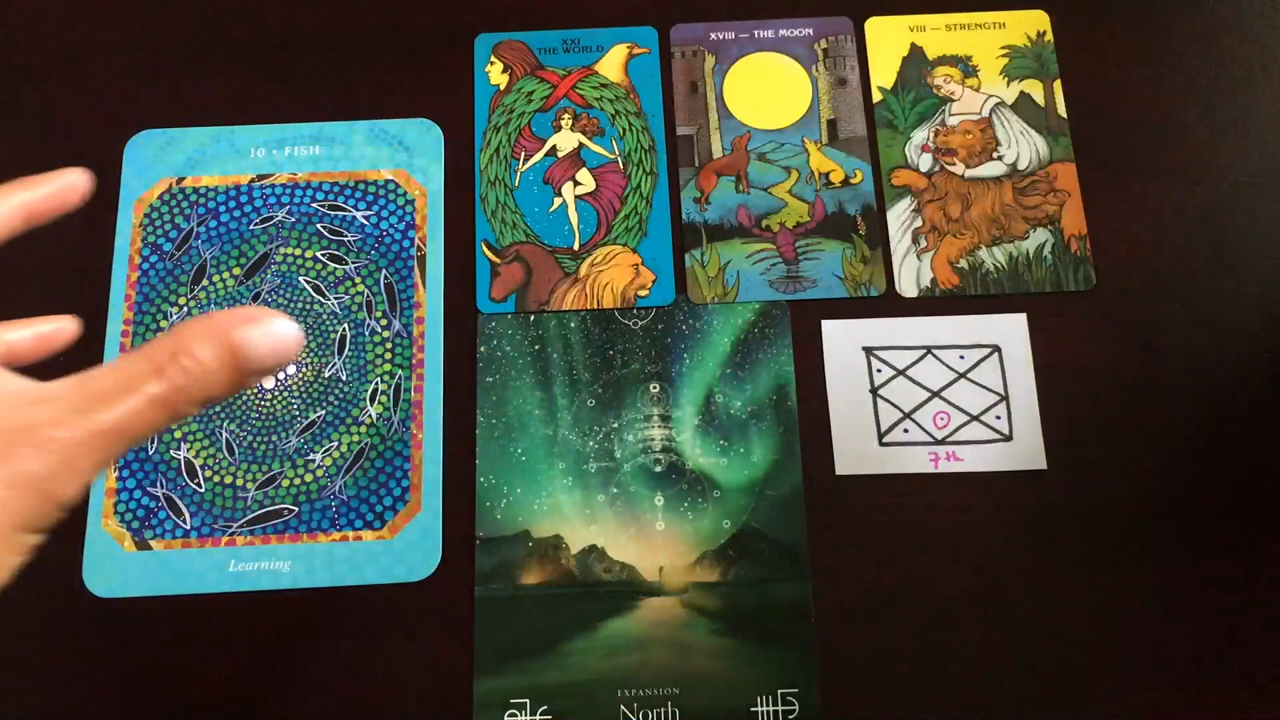 10 • FISH
Learning
XXI
THE WORLD
XVIII — THE MOON
VIII — STRENGTH
EXPANSION
North
7th